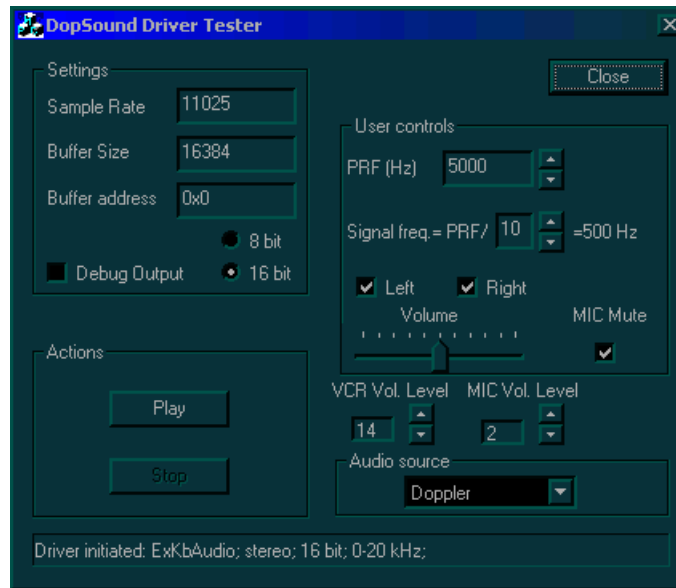 DopSound Driver Tester
Settings
Sample Rate 11025
Buffer Size 16384
Buffer address 0x0
8 bit
Debug Output 16 bit
Actions
Play
Stop
Close
User controls
PRF (Hz) 5000
Signal freq.= PRF/ 10 =500 Hz
Left Right
Volume MIC Mute
VCR Vol. Level MIC Vol. Level
14 2
Audio source
Doppler
Driver initiated: ExKbAudio; stereo; 16 bit; 0-20 kHz;